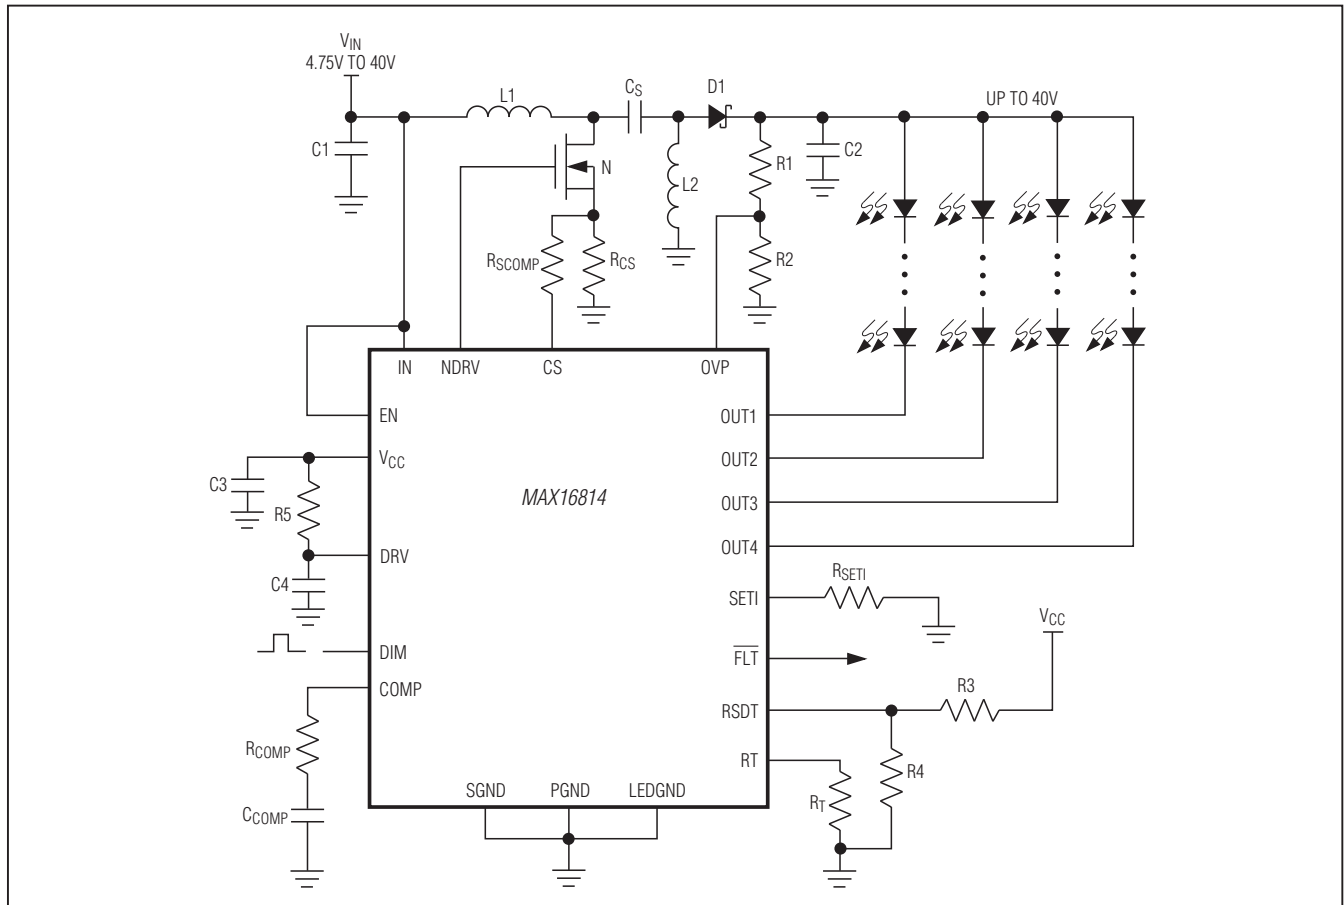 V_IN
4.75V TO 40V
L1
C_S
D1
UP TO 40V
C1
N
L2
R1
C2
R_SCOMP
R_CS
R2
IN
NDRV
CS
OVP
EN
OUT1
V_CC
OUT2
C3
R5
MAX16814
OUT3
DRV
OUT4
C4
SETI
R_SETI
V_CC
DIM
FLT
COMP
R3
RSDT
R_COMP
RT
R4
R_T
SGND
PGND
LEDGND
C_COMP